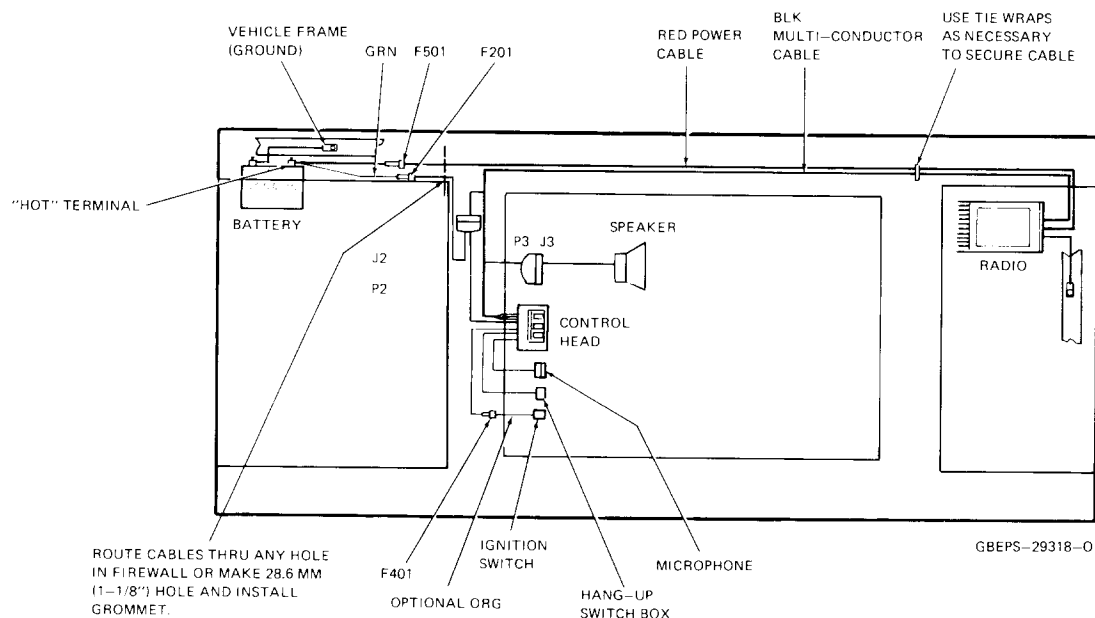 VEHICLE FRAME
(GROUND)
GRN
F501
F201
RED POWER
CABLE
BLK
MULTI-CONDUCTOR
CABLE
USE TIE WRAPS
AS NECESSARY
TO SECURE CABLE
"HOT" TERMINAL
BATTERY
J2
P2
P3 J3
SPEAKER
RADIO
CONTROL
HEAD
ROUTE CABLES THRU ANY HOLE
IN FIREWALL OR MAKE 28.6 MM
(1-1/8") HOLE AND INSTALL
GROMMET.
F401
OPTIONAL ORG
IGNITION
SWITCH
HANG-UP
SWITCH BOX
MICROPHONE
GBEPS-29318-O